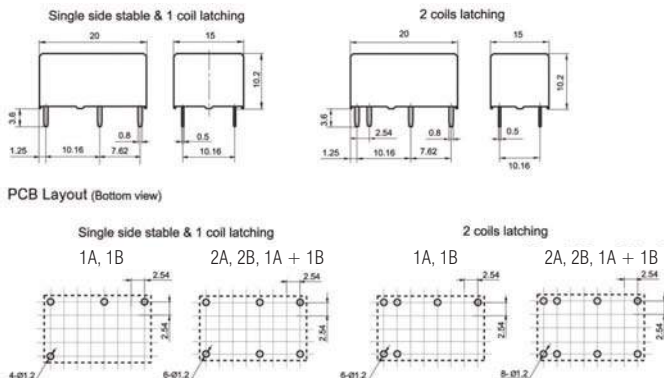 Single side stable & 1 coil latching
2 coils latching
20
15
20
15
10.2
10.2
3.6
3.6
0.8
0.5
2.54
0.8
0.5
1.25
10.16
7.62
10.16
1.25
10.16
7.62
10.16
PCB Layout (Bottom view)
Single side stable & 1 coil latching
2 coils latching
1A, 1B
2A, 2B, 1A + 1B
1A, 1B
2A, 2B, 1A + 1B
2.54
2.54
2.54
2.54
2.54
2.54
2.54
2.54
4-Ø1.2
6-Ø1.2
6-Ø1.2
8-Ø1.2